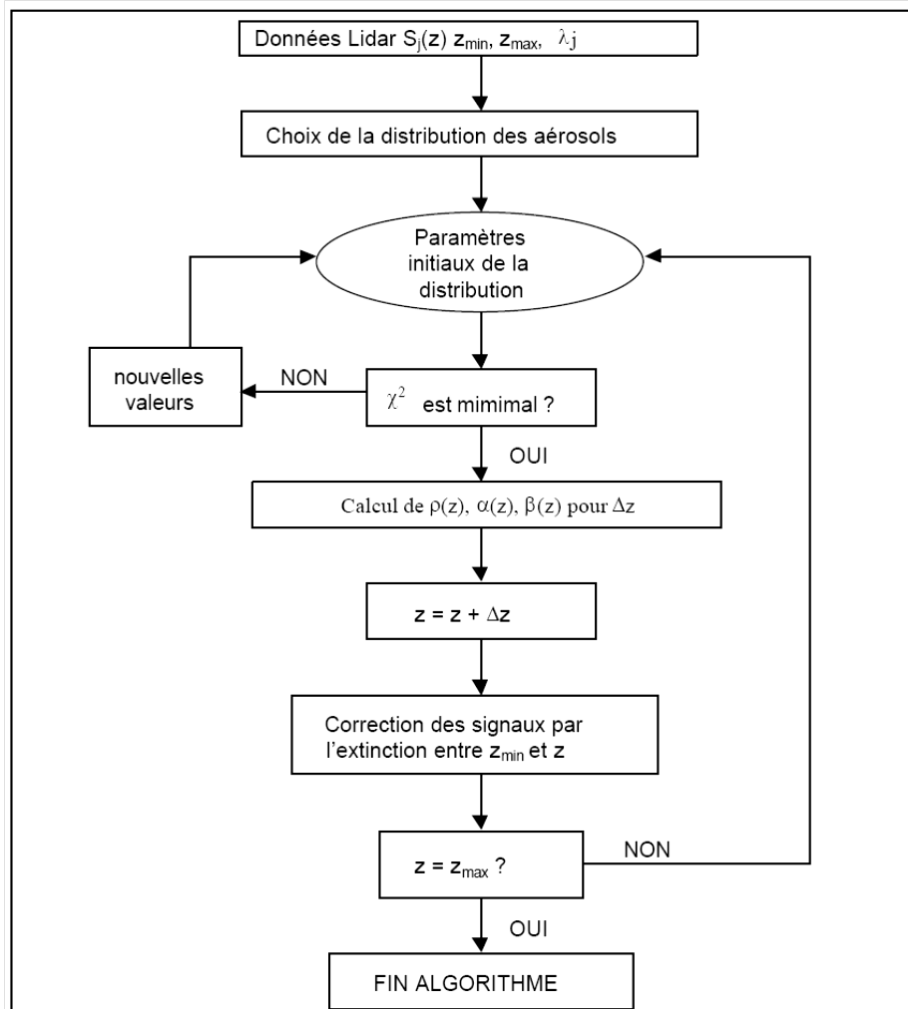 Données Lidar Sj(z) zmin, zmax, λj
Choix de la distribution des aérosols
Paramètres
initiaux de la
distribution
nouvelles
valeurs
NON
χ² est mimimal ?
OUI
Calcul de ρ(z), α(z), β(z) pour Δz
z = z + Δz
Correction des signaux par
l'extinction entre zmin et z
z = zmax ?
NON
OUI
FIN ALGORITHME